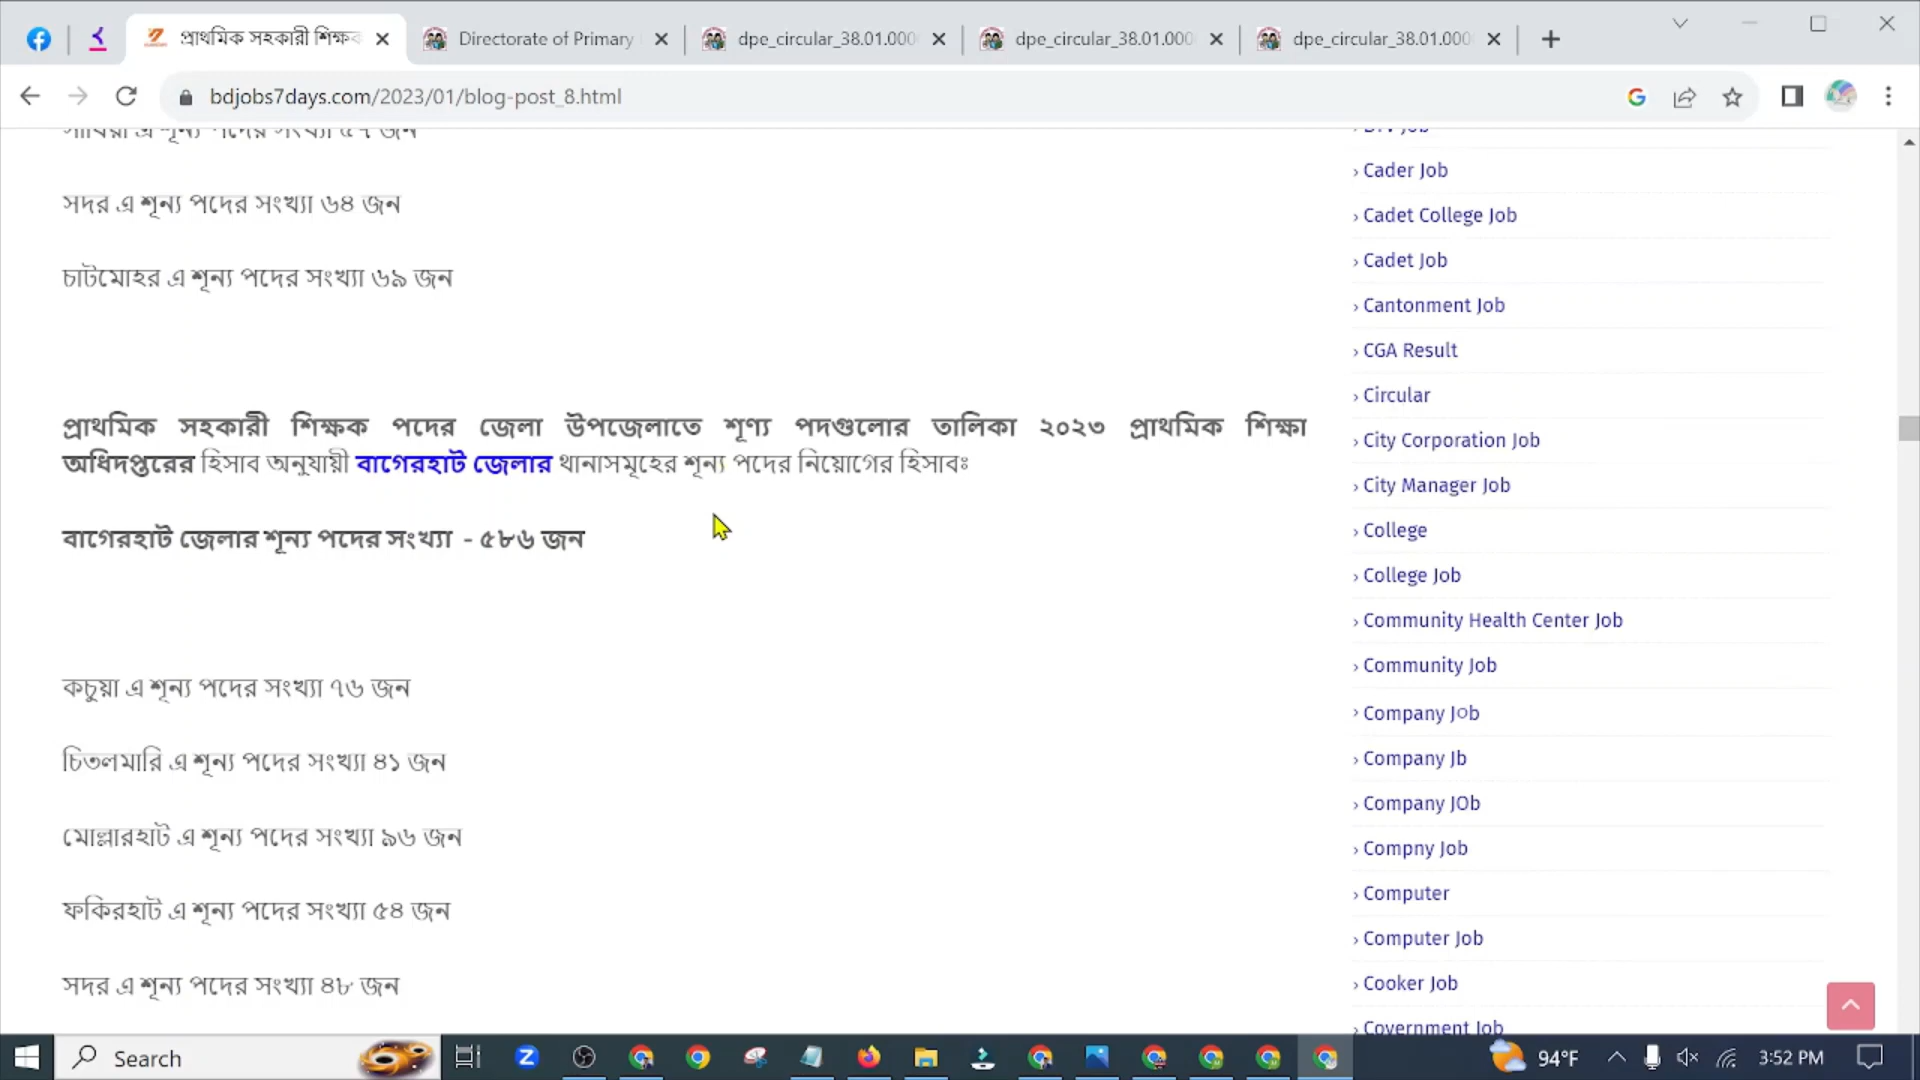 প্রাথমিক সহকারী শিক্ষক
Directorate of Primary
dpe_circular_38.01.000
dpe_circular_38.01.000
dpe_circular_38.01.000
bdjobs7days.com/2023/01/blog-post_8.html
সদর এ শূন্য পদের সংখ্যা ৬৪ জন
চাটমোহর এ শূন্য পদের সংখ্যা ৬৯ জন
প্রাথমিক সহকারী শিক্ষক পদের জেলা উপজেলাতে শূণ্য পদগুলোর তালিকা ২০২৩ প্রাথমিক শিক্ষা
অধিদপ্তরের হিসাব অনুযায়ী বাগেরহাট জেলার থানাসমূহের শূন্য পদের নিয়োগের হিসাবঃ
বাগেরহাট জেলার শূন্য পদের সংখ্যা - ৫৮৬ জন
কচুয়া এ শূন্য পদের সংখ্যা ৭৬ জন
চিতলমারি এ শূন্য পদের সংখ্যা ৪১ জন
মোল্লারহাট এ শূন্য পদের সংখ্যা ৯৬ জন
ফকিরহাট এ শূন্য পদের সংখ্যা ৫৪ জন
সদর এ শূন্য পদের সংখ্যা ৪৮ জন
› Cader Job
› Cadet College Job
› Cadet Job
› Cantonment Job
› CGA Result
› Circular
› City Corporation Job
› City Manager Job
› College
› College Job
› Community Health Center Job
› Community Job
› Company J০b
› Company Jb
› Company JOb
› Compny Job
› Computer
› Computer Job
› Cooker Job
› Covernment Job
Search
94°F
3:52 PM